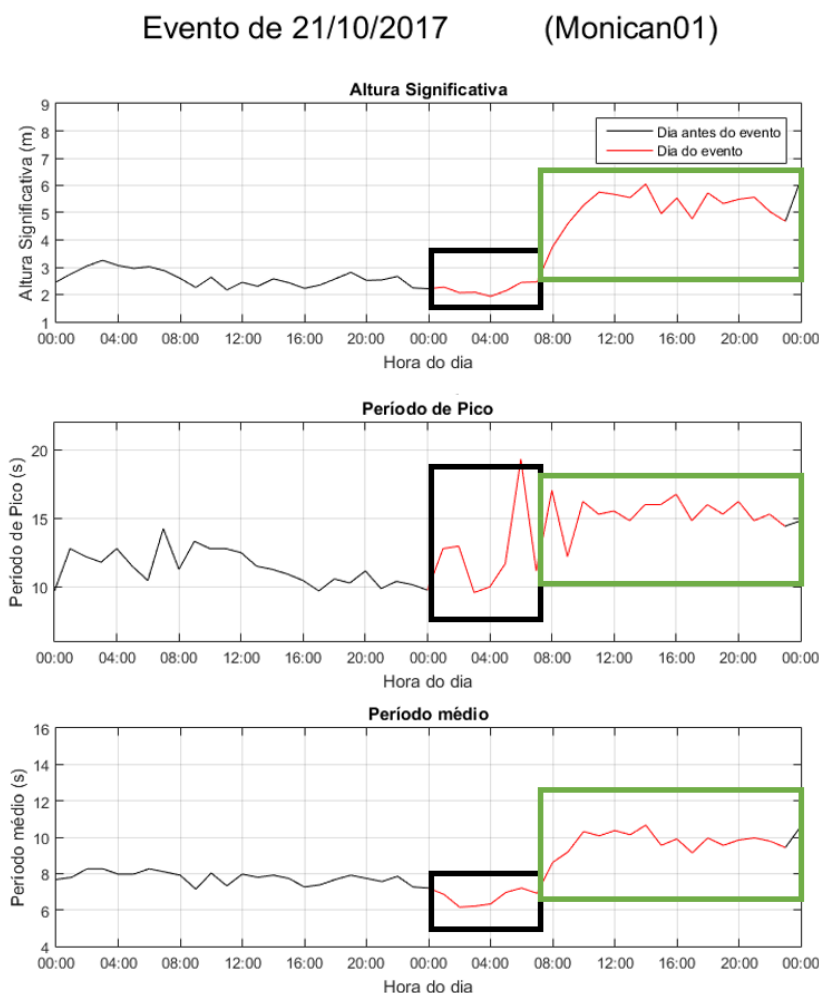 Evento de 21/10/2017 (Monican01)
Altura Significativa
Altura Significativa (m)
9
8
7
6
5
4
3
2
1
Dia antes do evento
Dia do evento
00:00 04:00 08:00 12:00 16:00 20:00 00:00 04:00 08:00 12:00 16:00 20:00 00:00
Hora do dia
Período de Pico
Período de Pico (s)
20
15
10
00:00 04:00 08:00 12:00 16:00 20:00 00:00 04:00 08:00 12:00 16:00 20:00 00:00
Hora do dia
Período médio
Período médio (s)
16
14
12
10
8
6
4
00:00 04:00 08:00 12:00 16:00 20:00 00:00 04:00 08:00 12:00 16:00 20:00 00:00
Hora do dia